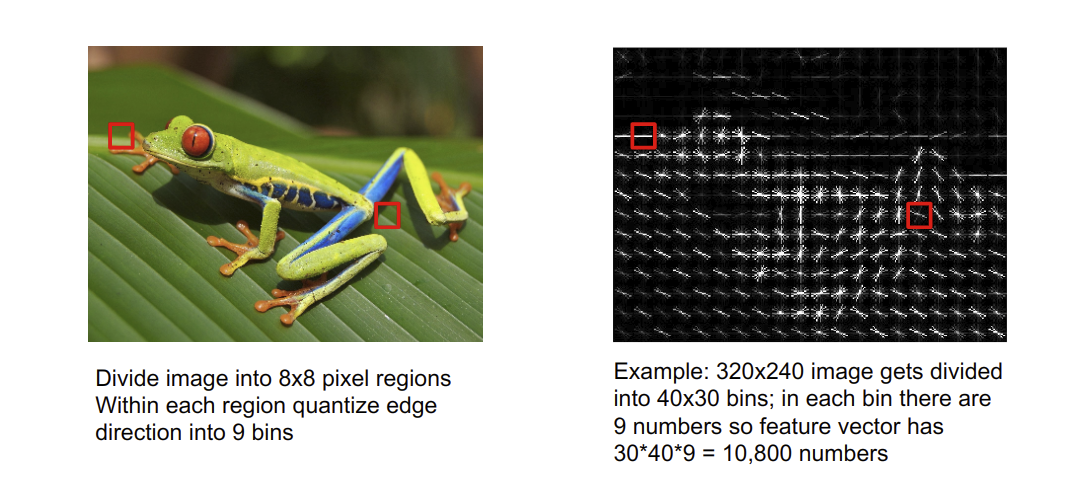 Divide image into 8x8 pixel regions
Within each region quantize edge
direction into 9 bins
Example: 320x240 image gets divided
into 40x30 bins; in each bin there are
9 numbers so feature vector has
30*40*9 = 10,800 numbers